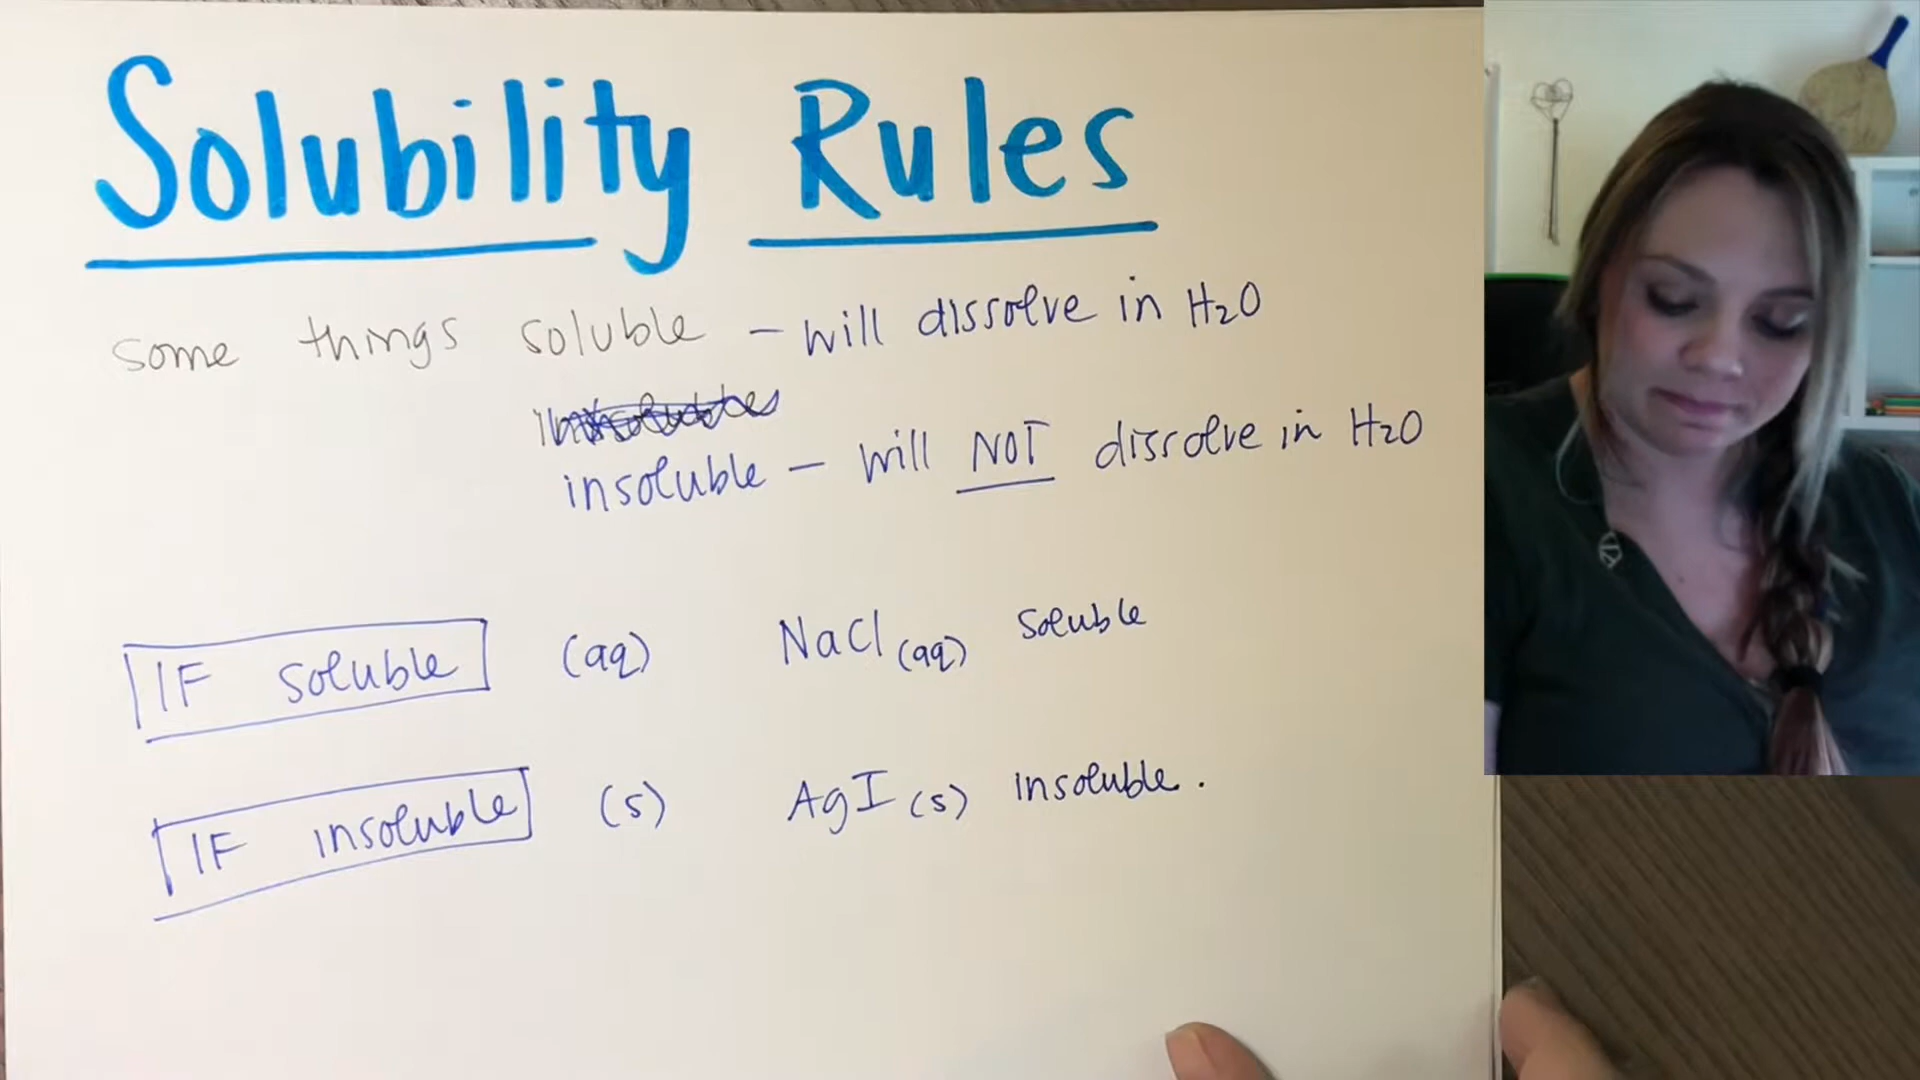 Solubility Rules
some things soluble – will dissolve in H₂O
insoluble – will NOT dissolve in H₂O
IF soluble (aq) NaCl (aq) soluble
IF insoluble (s) AgI (s) insoluble.